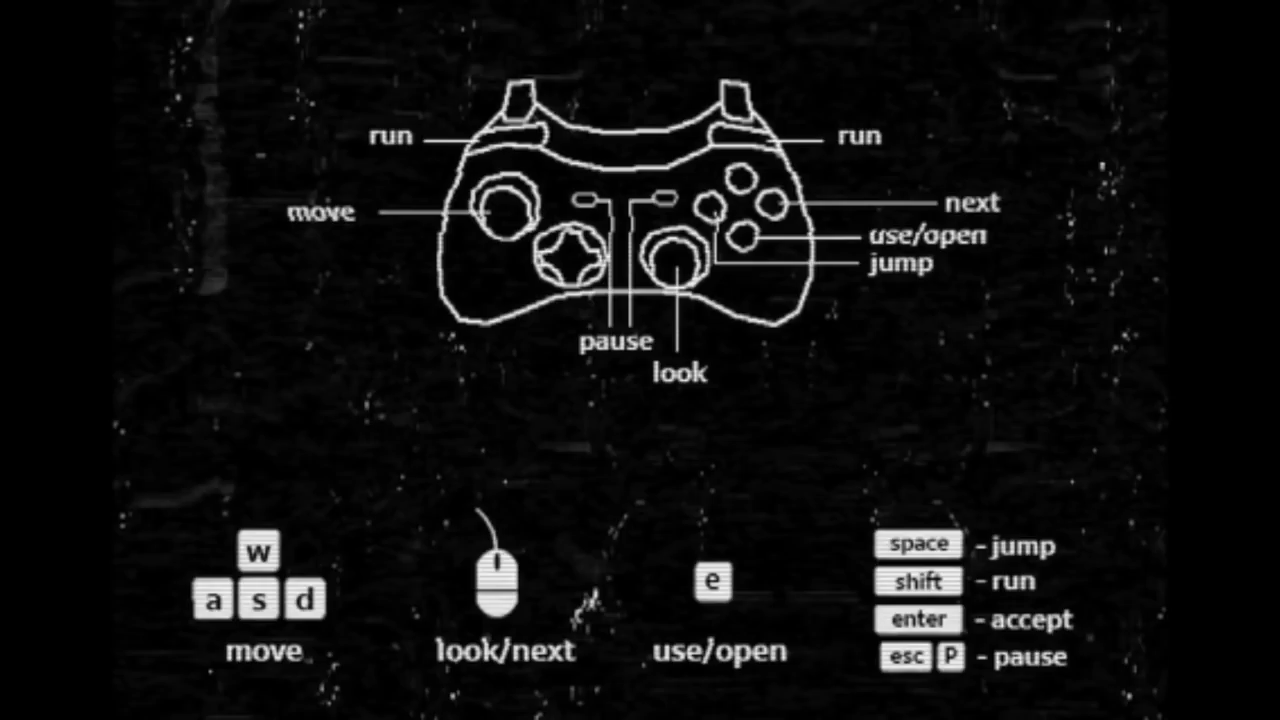 run
run
move
next
use/open
jump
pause
look
w
a s d
move
look/next
e
use/open
space - jump
shift - run
enter - accept
esc P - pause